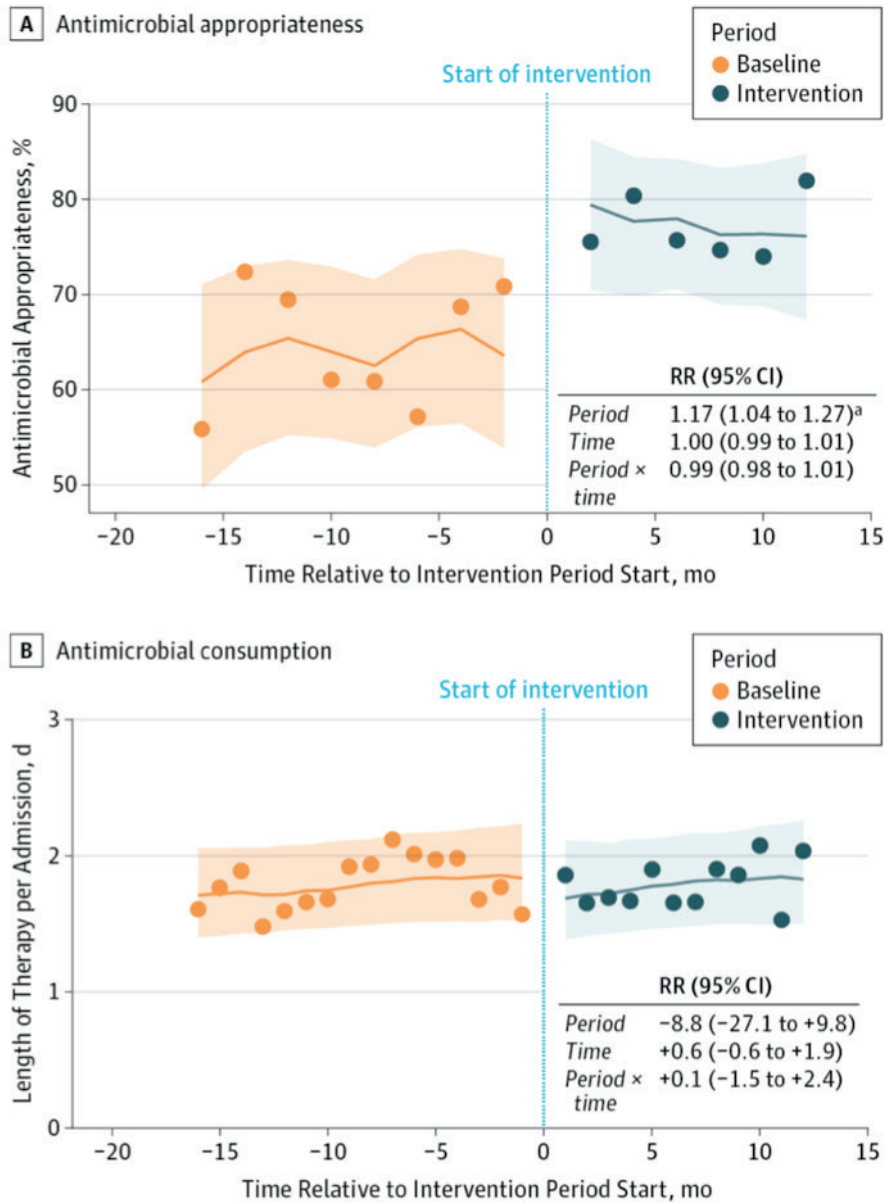 A Antimicrobial appropriateness
Period
Baseline
Intervention
Start of intervention
Antimicrobial Appropriateness, %
90
80
70
60
50
RR (95% CI)
Period 1.17 (1.04 to 1.27)a
Time 1.00 (0.99 to 1.01)
Period × 0.99 (0.98 to 1.01)
time
−20 −15 −10 −5 0 5 10 15
Time Relative to Intervention Period Start, mo
B Antimicrobial consumption
Period
Baseline
Intervention
Start of intervention
Length of Therapy per Admission, d
3
2
1
0
RR (95% CI)
Period −8.8 (−27.1 to +9.8)
Time +0.6 (−0.6 to +1.9)
Period × +0.1 (−1.5 to +2.4)
time
−20 −15 −10 −5 0 5 10 15
Time Relative to Intervention Period Start, mo